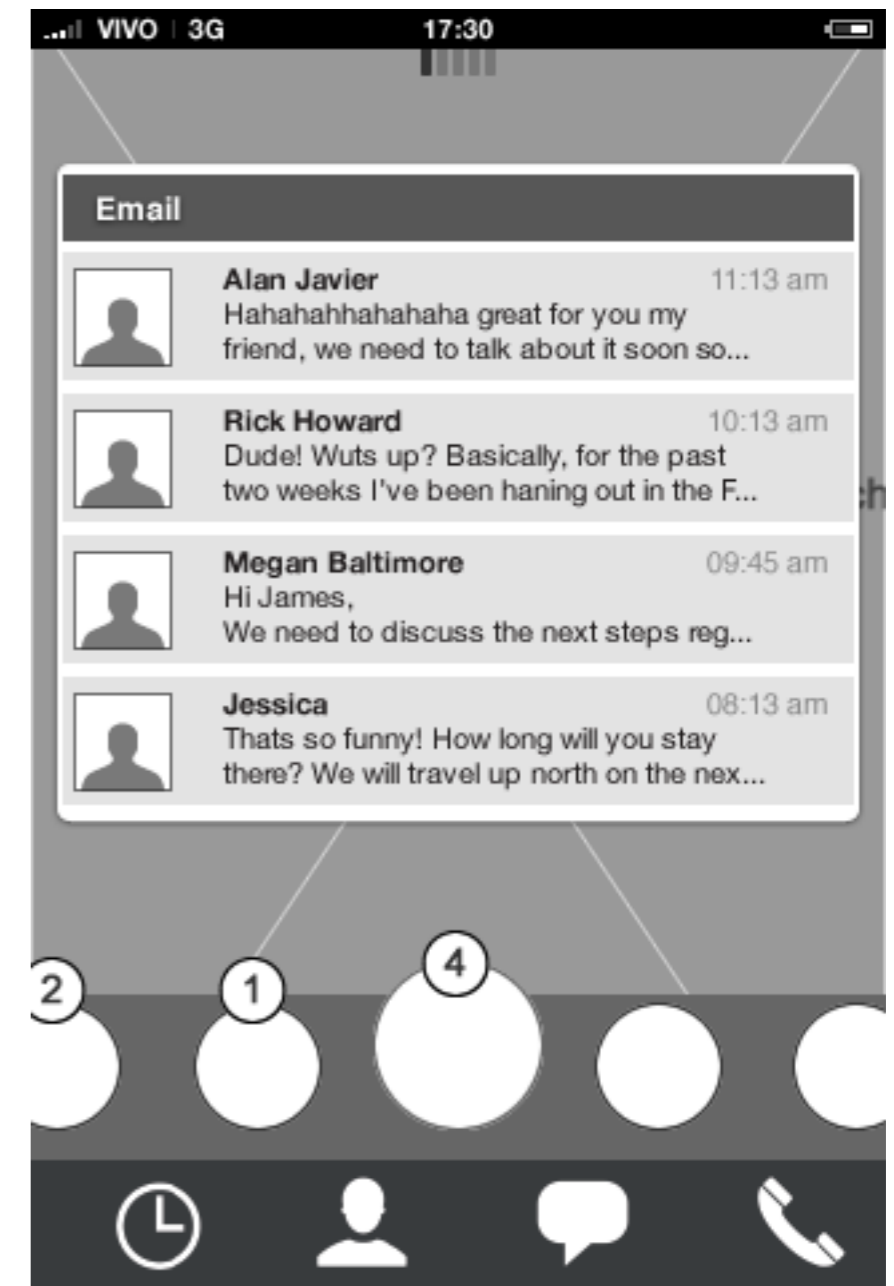 VIVO 3G 17:30
Email
Alan Javier 11:13 am
Hahahahhahahaha great for you my
friend, we need to talk about it soon so...
Rick Howard 10:13 am
Dude! Wuts up? Basically, for the past
two weeks I've been haning out in the F...
ch
Megan Baltimore 09:45 am
Hi James,
We need to discuss the next steps reg...
Jessica 08:13 am
Thats so funny! How long will you stay
there? We will travel up north on the nex...
2 1 4